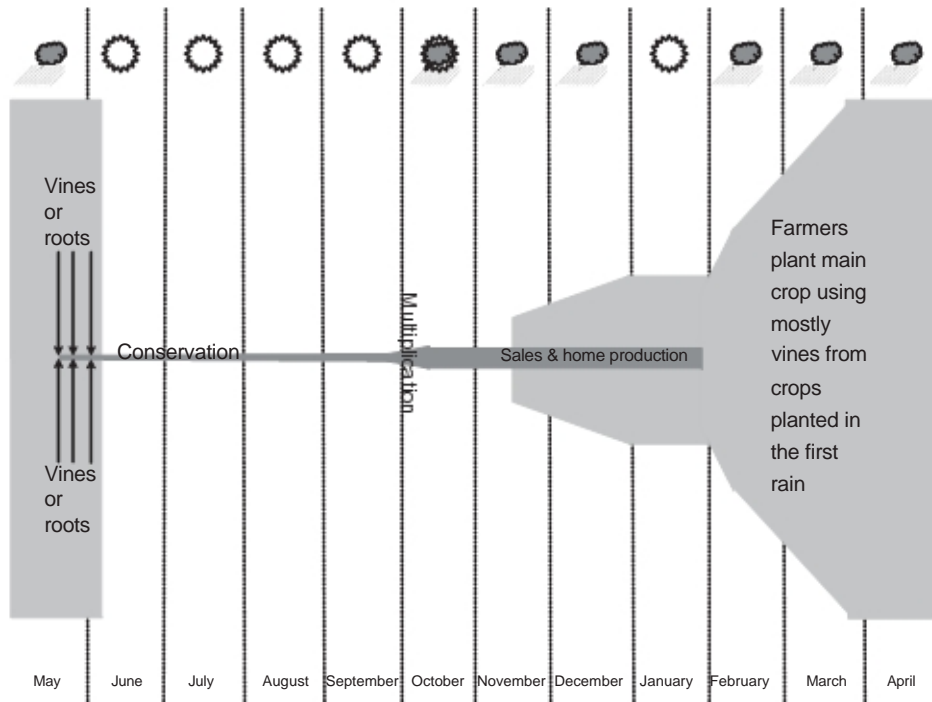 Vines
or
roots
Conservation
Multiplication
Sales & home production
Farmers
plant main
crop using
mostly
vines from
crops
planted in
the first
rain
Vines
or
roots
May June July August September October November December January February March April